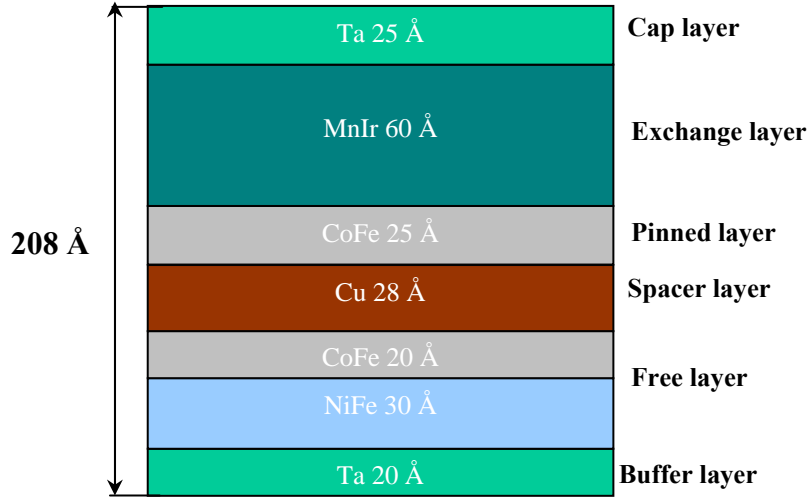 Ta 25 Å
Cap layer
MnIr 60 Å
Exchange layer
208 Å
CoFe 25 Å
Pinned layer
Cu 28 Å
Spacer layer
CoFe 20 Å
Free layer
NiFe 30 Å
Ta 20 Å
Buffer layer